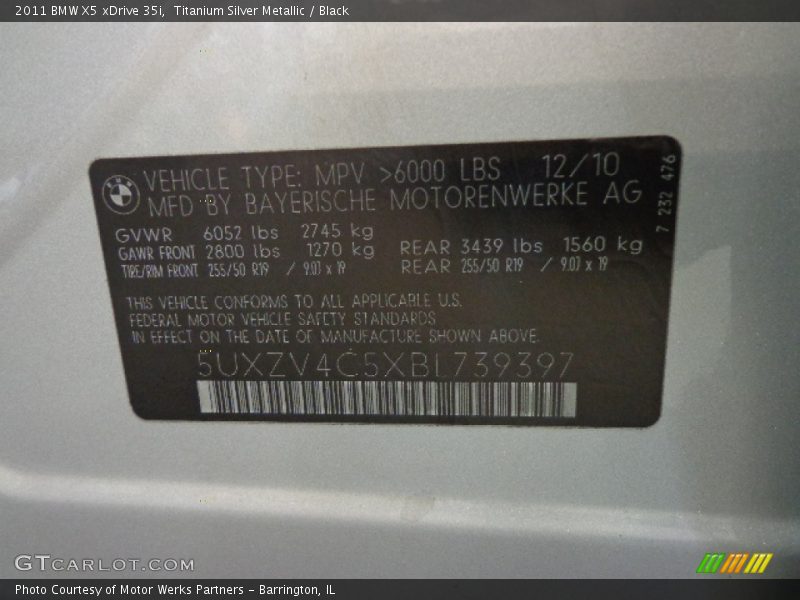 2011 BMW X5 xDrive 35i,  Titanium Silver Metallic / Black
VEHICLE TYPE: MPV >6000 LBS 12/10
MFD BY BAYERISCHE MOTORENWERKE AG
7 232 476
GVWR 6052 lbs 2745 kg
GAWR FRONT 2800 lbs 1270 kg REAR 3439 lbs 1560 kg
TIRE/RIM FRONT 255/50 R19 / 9.0J x 19 REAR 255/50 R19 / 9.0J x 19
THIS VEHICLE CONFORMS TO ALL APPLICABLE U.S.
FEDERAL MOTOR VEHICLE SAFETY STANDARDS
IN EFFECT ON THE DATE OF MANUFACTURE SHOWN ABOVE.
5UXZV4C5XBL739397
GTCARLOT.COM
Photo Courtesy of Motor Werks Partners - Barrington, IL